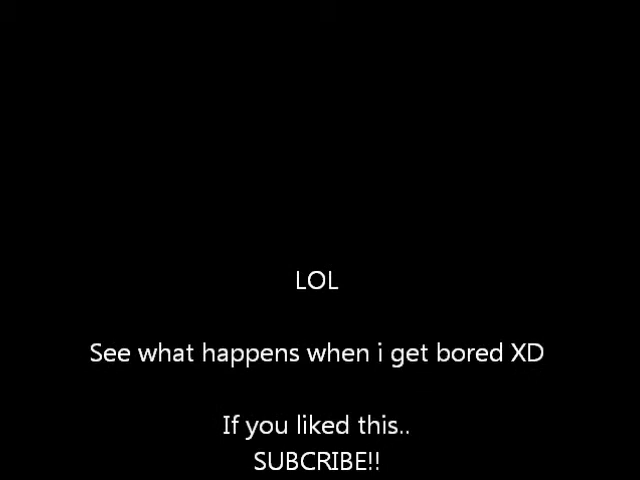 LOL
See what happens when i get bored XD
If you liked this..
SUBCRIBE!!